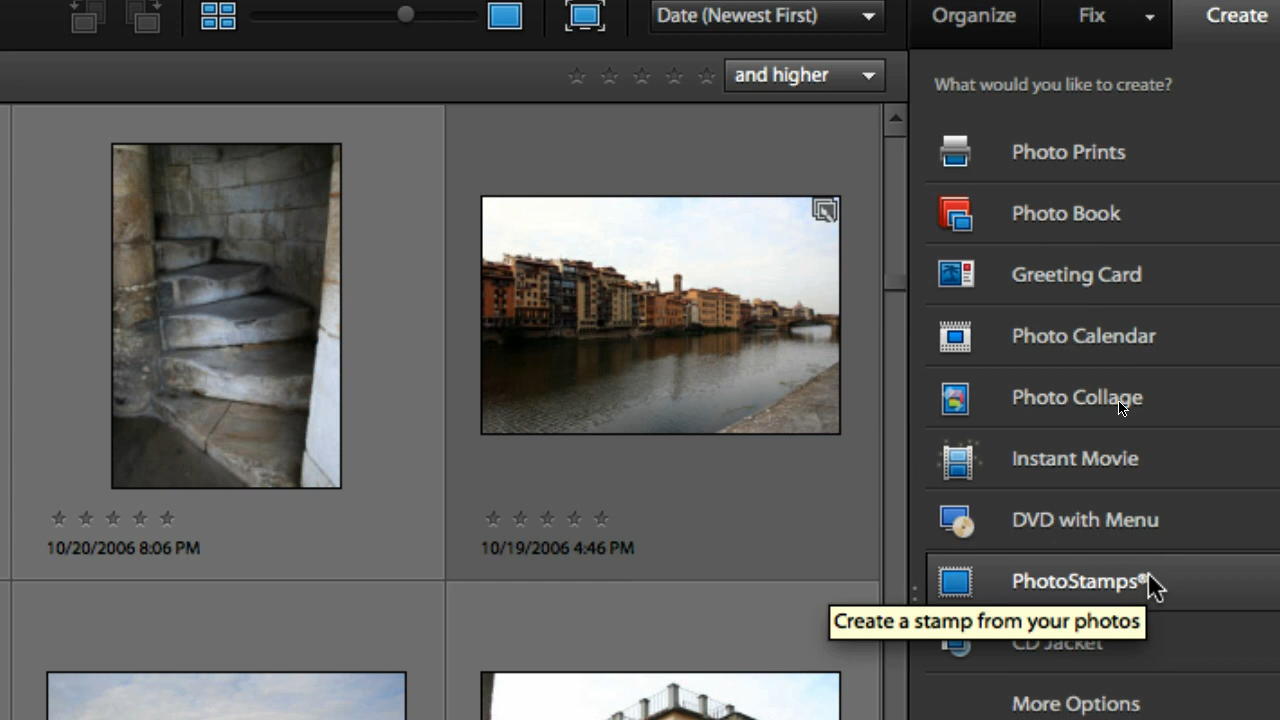 Date (Newest First)
Organize
Fix
Create
and higher
What would you like to create?
Photo Prints
Photo Book
Greeting Card
Photo Calendar
Photo Collage
Instant Movie
DVD with Menu
PhotoStamps®
Create a stamp from your photos
CD Jacket
More Options
10/20/2006 8:06 PM
10/19/2006 4:46 PM